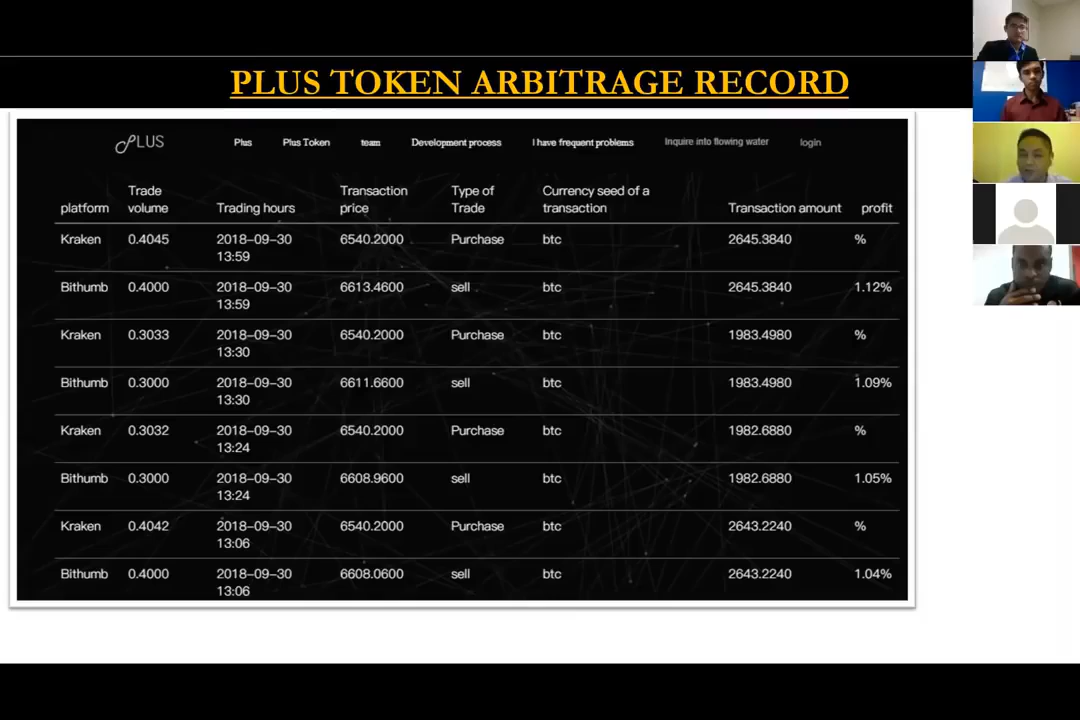 PLUS TOKEN ARBITRAGE RECORD
PLUS Plus Plus Token team Development process I have frequent problems Inquire into flowing water login
platform Trade volume Trading hours Transaction price Type of Trade Currency seed of a transaction Transaction amount profit
Kraken 0.4045 2018-09-30 13:59 6540.2000 Purchase btc 2645.3840 %
Bithumb 0.4000 2018-09-30 13:59 6613.4600 sell btc 2645.3840 1.12%
Kraken 0.3033 2018-09-30 13:30 6540.2000 Purchase btc 1983.4980 %
Bithumb 0.3000 2018-09-30 13:30 6611.6600 sell btc 1983.4980 1.09%
Kraken 0.3032 2018-09-30 13:24 6540.2000 Purchase btc 1982.6880 %
Bithumb 0.3000 2018-09-30 13:24 6608.9600 sell btc 1982.6880 1.05%
Kraken 0.4042 2018-09-30 13:06 6540.2000 Purchase btc 2643.2240 %
Bithumb 0.4000 2018-09-30 13:06 6608.0600 sell btc 2643.2240 1.04%